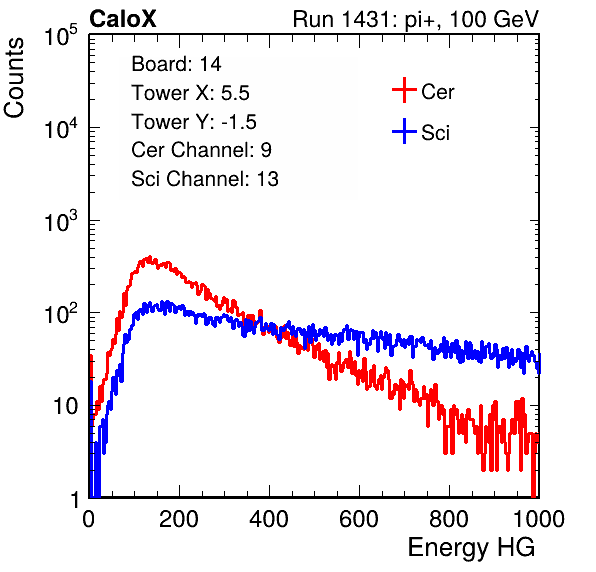 CaloX Run 1431: pi+, 100 GeV
Counts
10^5
10^4
10^3
10^2
10
1
Board: 14
Tower X: 5.5
Tower Y: -1.5
Cer Channel: 9
Sci Channel: 13
Cer
Sci
0 200 400 600 800 1000
Energy HG